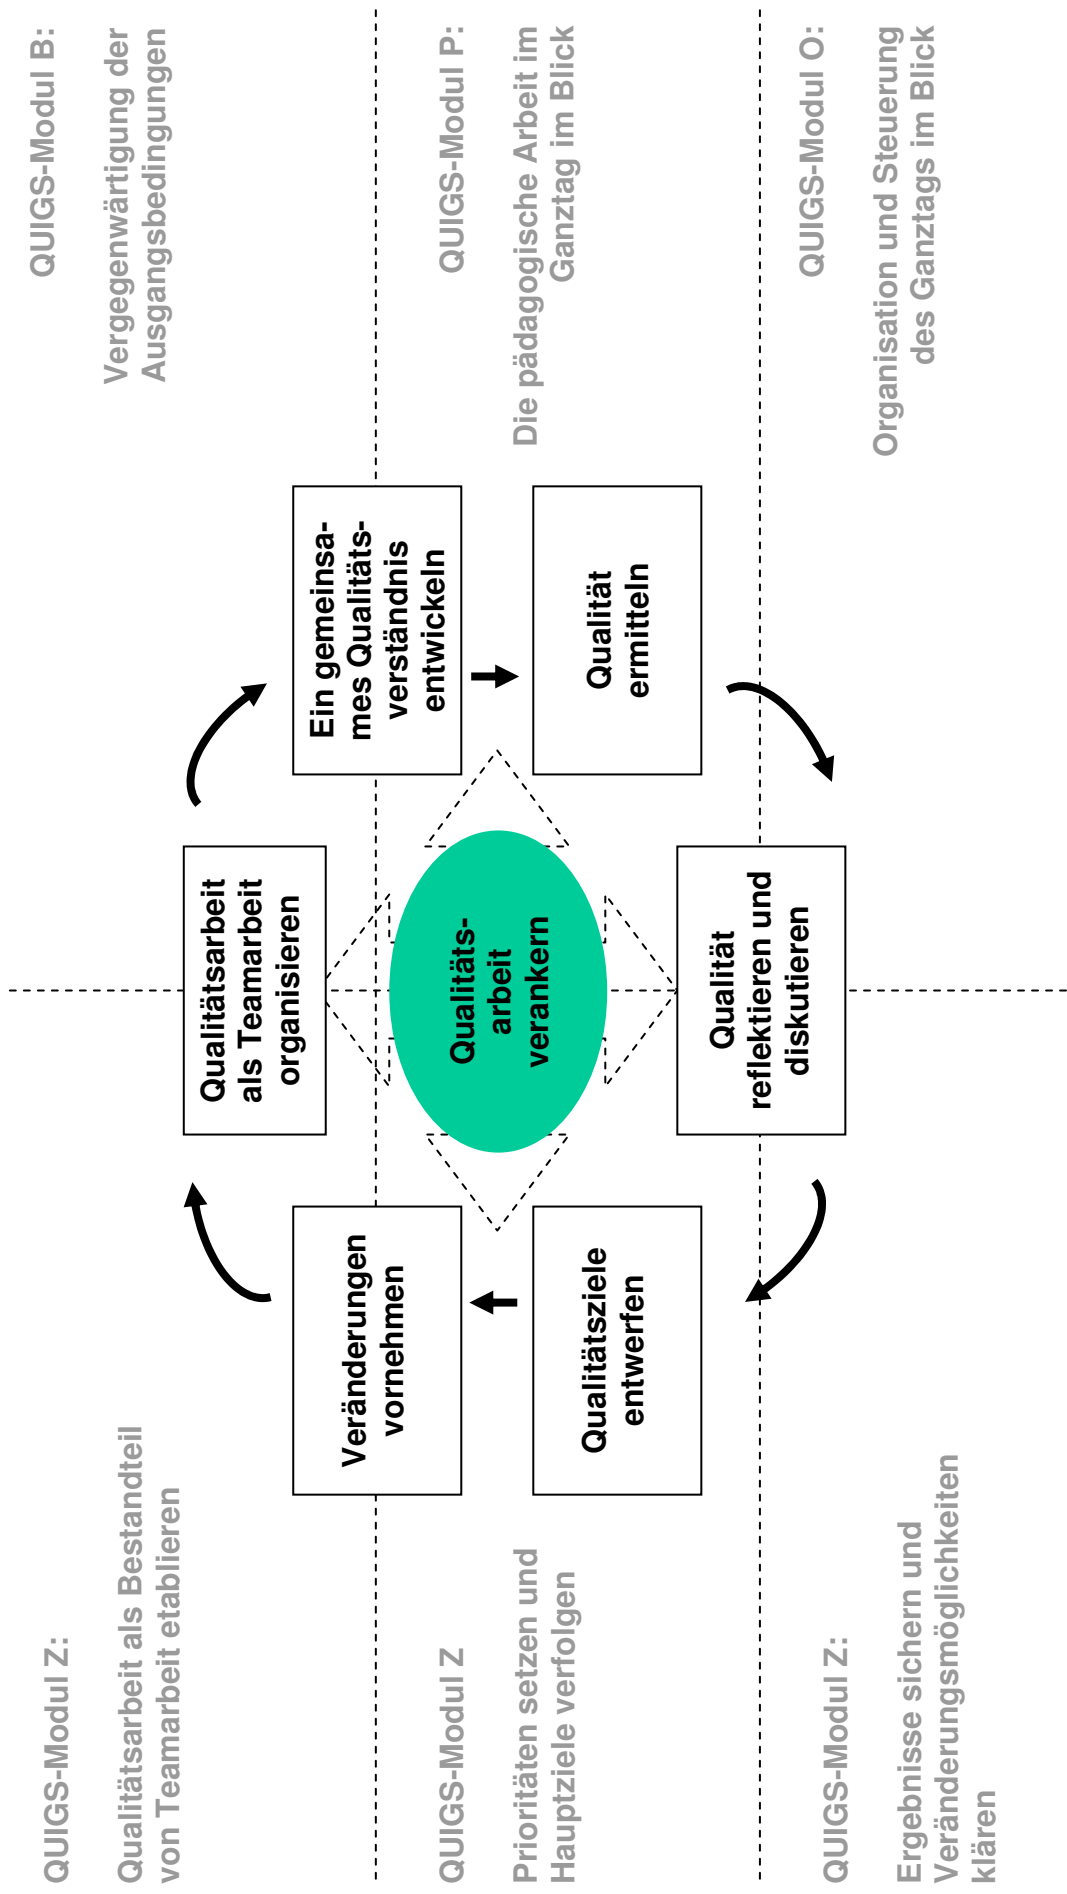 QUIGS-Modul Z:
Qualitätsarbeit als Bestandteil
von Teamarbeit etablieren
QUIGS-Modul B:
Vergegenwärtigung der
Ausgangsbedingungen
Qualitätsarbeit
als Teamarbeit
organisieren
Veränderungen
vornehmen
Ein gemeinsa-
mes Qualitäts-
verständnis
entwickeln
QUIGS-Modul Z
Prioritäten setzen und
Hauptziele verfolgen
Qualitäts-
arbeit
verankern
QUIGS-Modul P:
Die pädagogische Arbeit im
Ganztag im Blick
Qualitätsziele
entwerfen
Qualität
ermitteln
Qualität
reflektieren und
diskutieren
QUIGS-Modul Z:
Ergebnisse sichern und
Veränderungsmöglichkeiten
klären
QUIGS-Modul O:
Organisation und Steuerung
des Ganztags im Blick